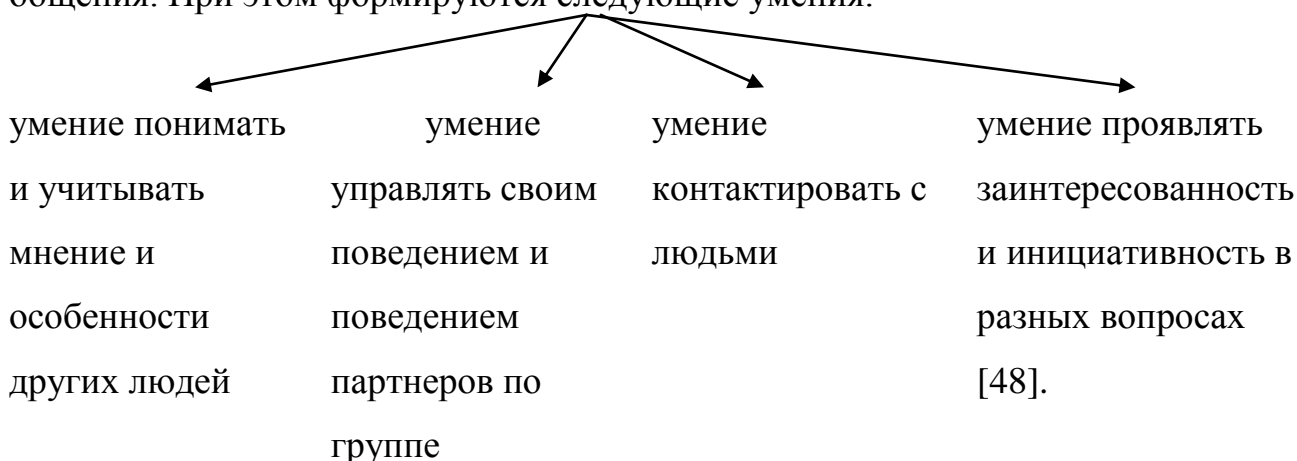 общения. При этом формируются следующие умения:
умение понимать
и учитывать
мнение и
особенности
других людей
умение
управлять своим
поведением и
поведением
партнеров по
группе
умение
контактировать с
людьми
умение проявлять
заинтересованность
и инициативность в
разных вопросах
[48].